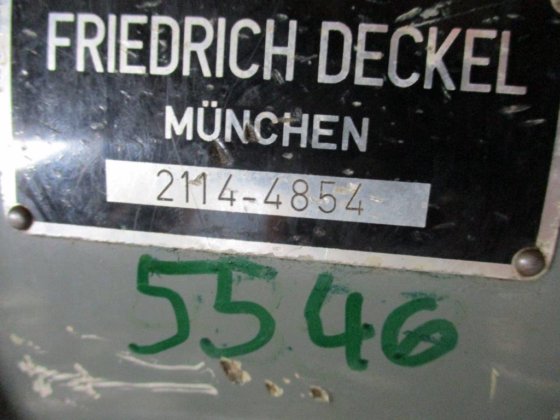 FRIEDRICH DECKEL
MÜNCHEN
2114-4854
5546